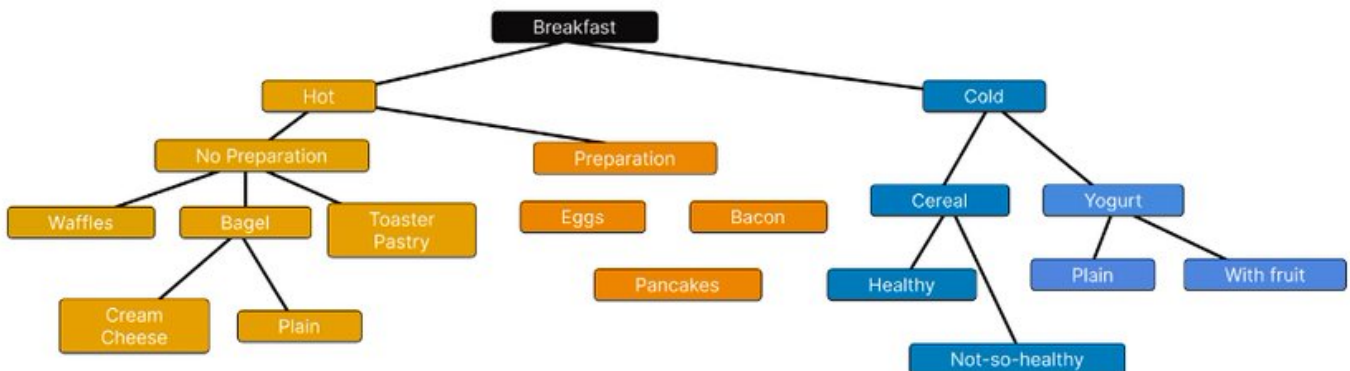 Breakfast
Hot
Cold
No Preparation
Preparation
Waffles
Bagel
Toaster
Pastry
Eggs
Bacon
Cereal
Yogurt
Cream
Cheese
Plain
Pancakes
Healthy
Plain
With fruit
Not-so-healthy